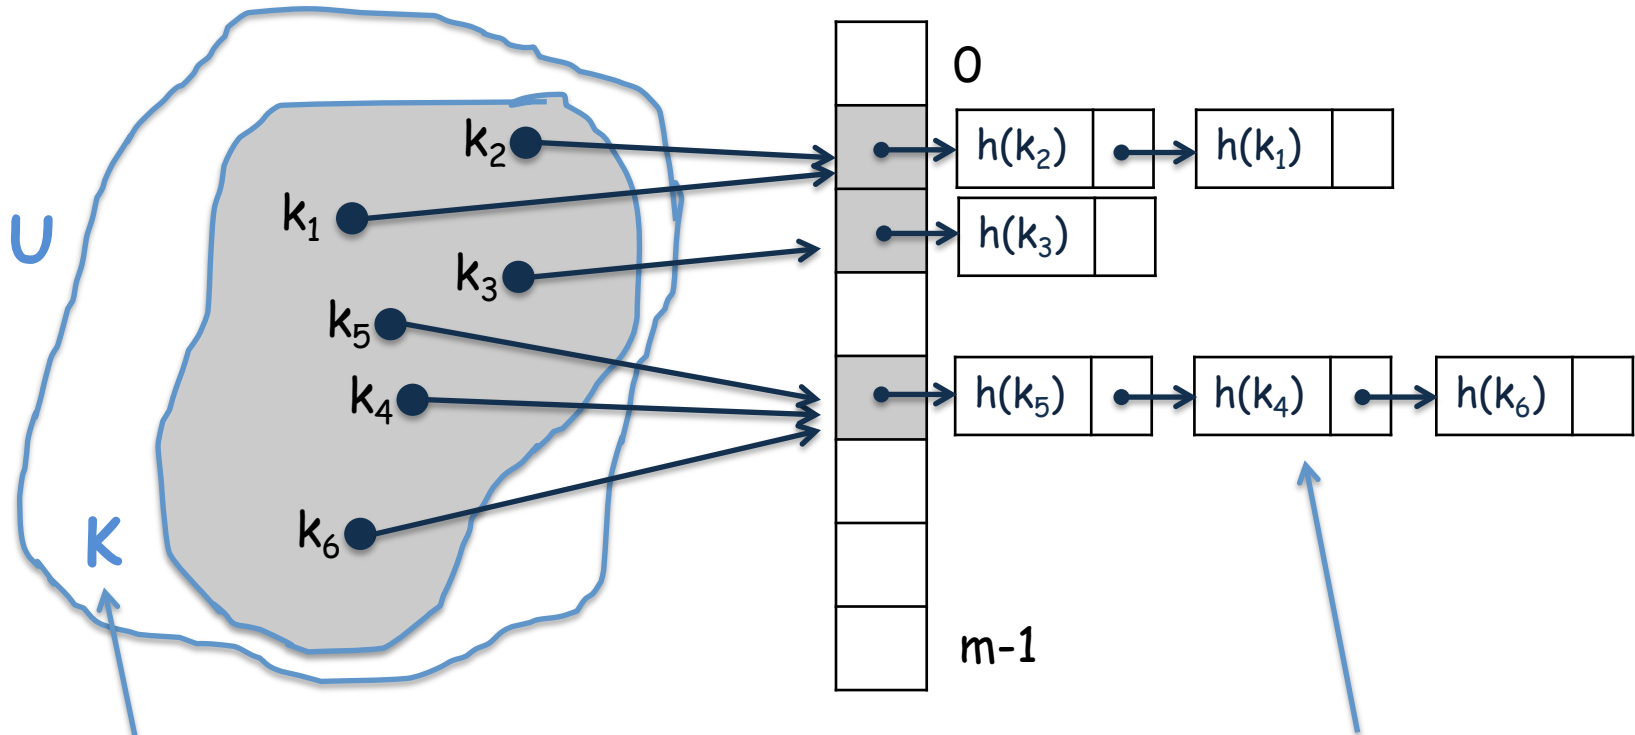 0
k₂
h(k₂)
h(k₁)
k₁
U
h(k₃)
k₃
k₅
k₄
h(k₅)
h(k₄)
h(k₆)
k₆
K
m-1